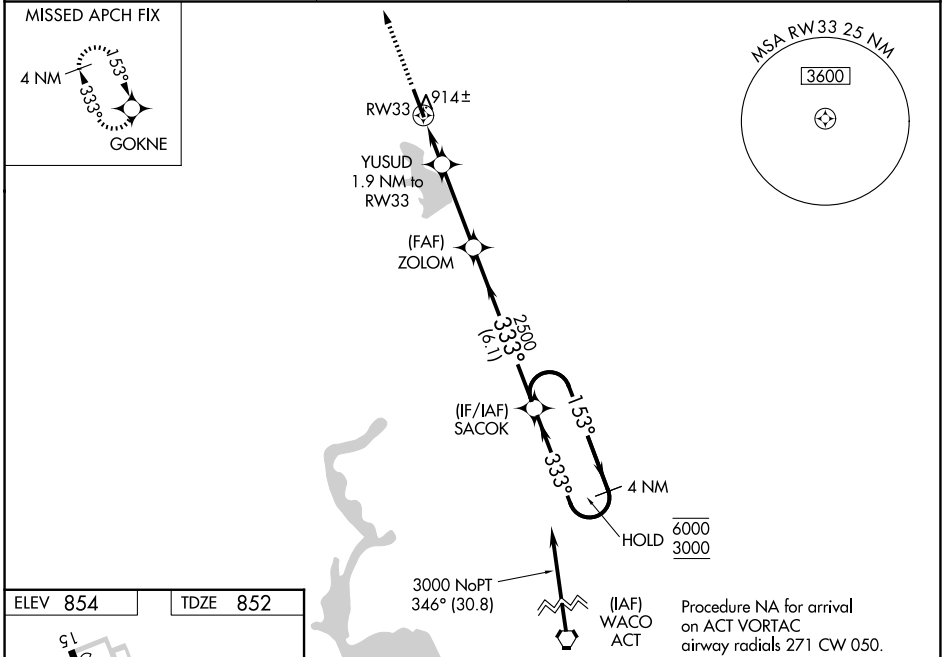 MISSED APCH FIX
4 NM
153°
333°
GOKNE
RW33
914±
MSA RW33 25 NM
3600
YUSUD
1.9 NM to
RW33
(FAF)
ZOLOM
2500
333°
(6.1)
(IF/IAF)
SACOK
153°
333°
4 NM
HOLD
6000
3000
3000 NoPT
346° (30.8)
(IAF)
WACO
ACT
Procedure NA for arrival
on ACT VORTAC
airway radials 271 CW 050.
ELEV 854
TDZE 852
15